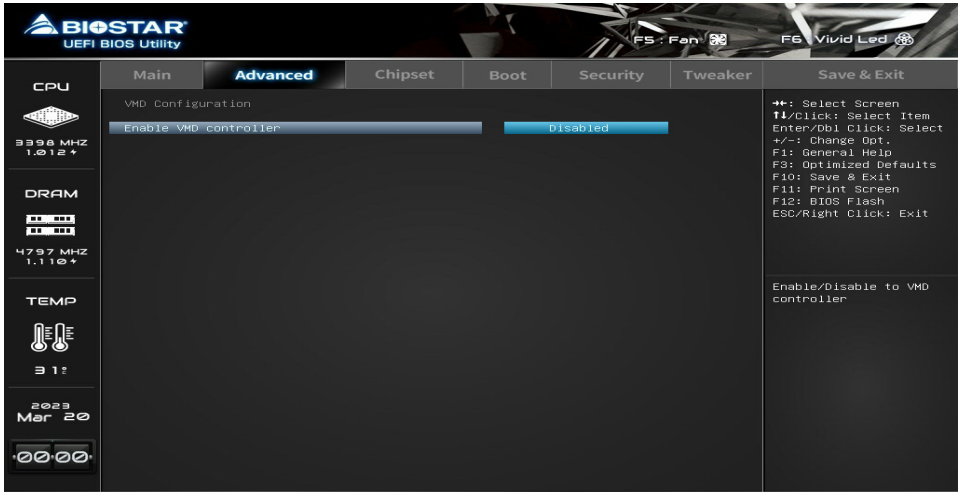 BIOSTAR®
UEFI BIOS Utility
F5 : Fan
F6 Vivid Led
Main Advanced Chipset Boot Security Tweaker Save & Exit
CPU
3398 MHZ
1.012
DRAM
4797 MHZ
1.110
TEMP
31°
2023
Mar 20
00:00
VMD Configuration
Enable VMD controller Disabled
→←: Select Screen
↑↓/Click: Select Item
Enter/Dbl Click: Select
+/-: Change Opt.
F1: General Help
F3: Optimized Defaults
F10: Save & Exit
F11: Print Screen
F12: BIOS Flash
ESC/Right Click: Exit
Enable/Disable to VMD
controller